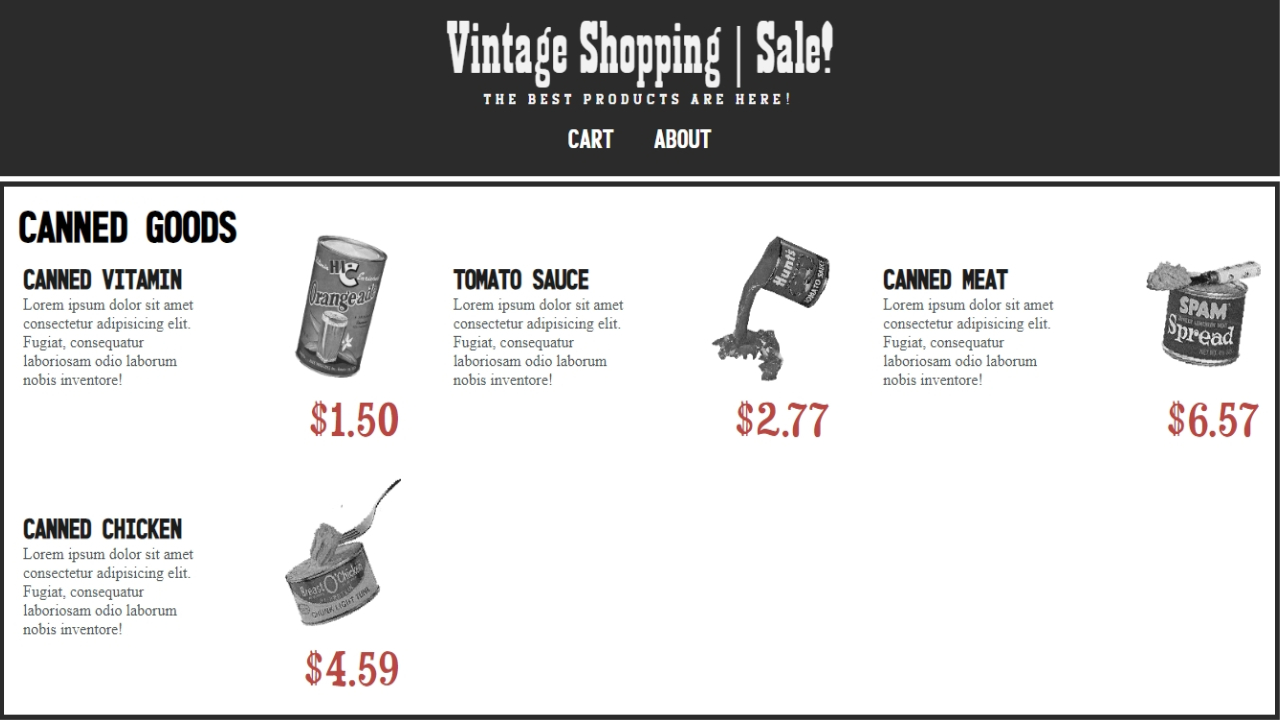 Vintage Shopping | Sale!
THE BEST PRODUCTS ARE HERE!
CART ABOUT
CANNED GOODS
CANNED VITAMIN
Lorem ipsum dolor sit amet
consectetur adipisicing elit.
Fugiat, consequatur
laboriosam odio laborum
nobis inventore!
HI-C
Orangeade
$1.50
TOMATO SAUCE
Lorem ipsum dolor sit amet
consectetur adipisicing elit.
Fugiat, consequatur
laboriosam odio laborum
nobis inventore!
Hunt's
TOMATO SAUCE
$2.77
CANNED MEAT
Lorem ipsum dolor sit amet
consectetur adipisicing elit.
Fugiat, consequatur
laboriosam odio laborum
nobis inventore!
SPAM
Spread
$6.57
CANNED CHICKEN
Lorem ipsum dolor sit amet
consectetur adipisicing elit.
Fugiat, consequatur
laboriosam odio laborum
nobis inventore!
Breast O'Chicken
CHUNK LIGHT TUNA
$4.59